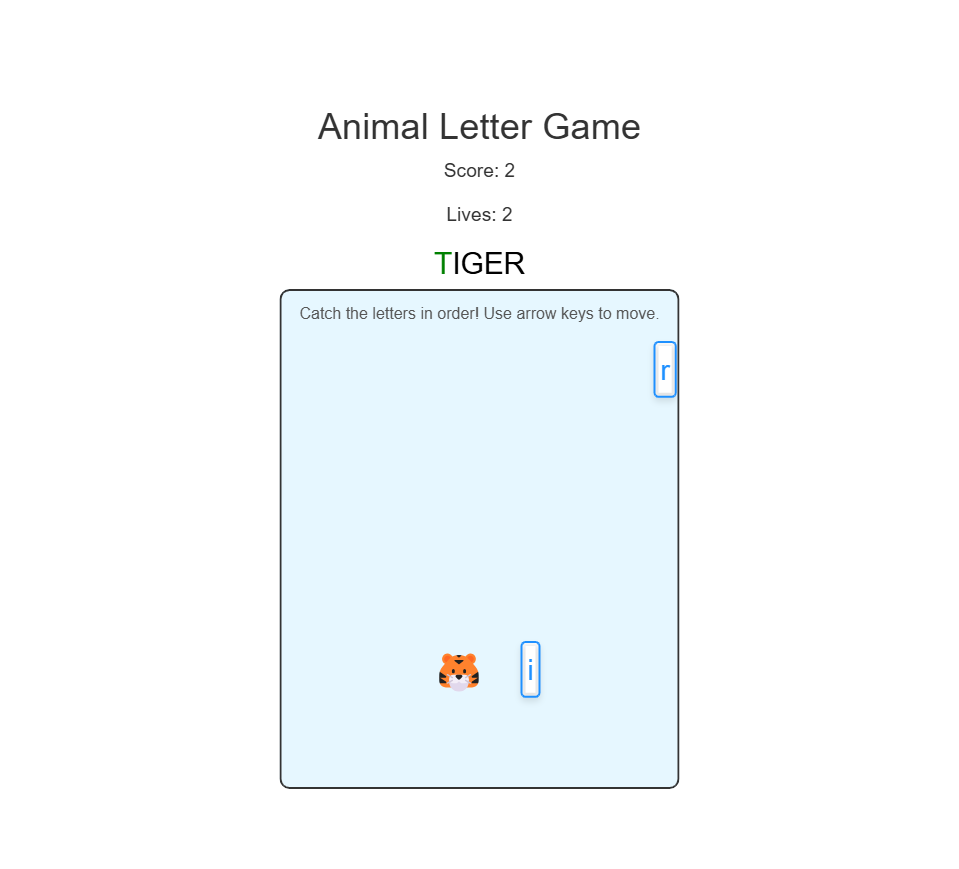 Animal Letter Game
Score: 2
Lives: 2
TIGER
Catch the letters in order! Use arrow keys to move.
r
i